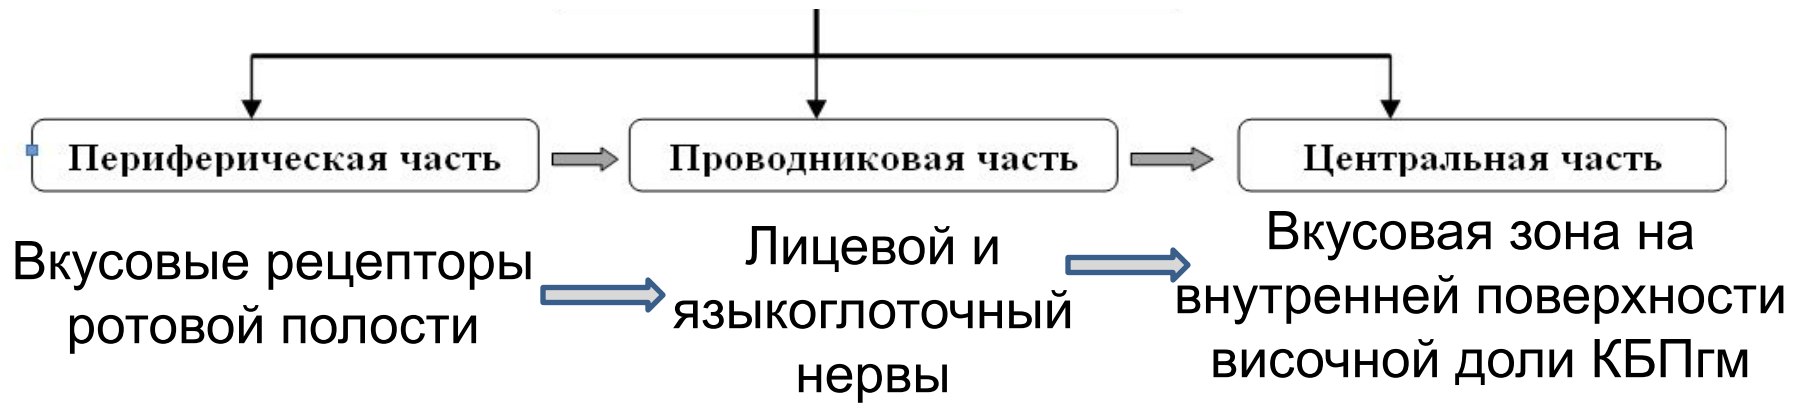 Периферическая часть
Проводниковая часть
Центральная часть
Вкусовые рецепторы
ротовой полости
Лицевой и
языкоглоточный
нервы
Вкусовая зона на
внутренней поверхности
височной доли КБПгм